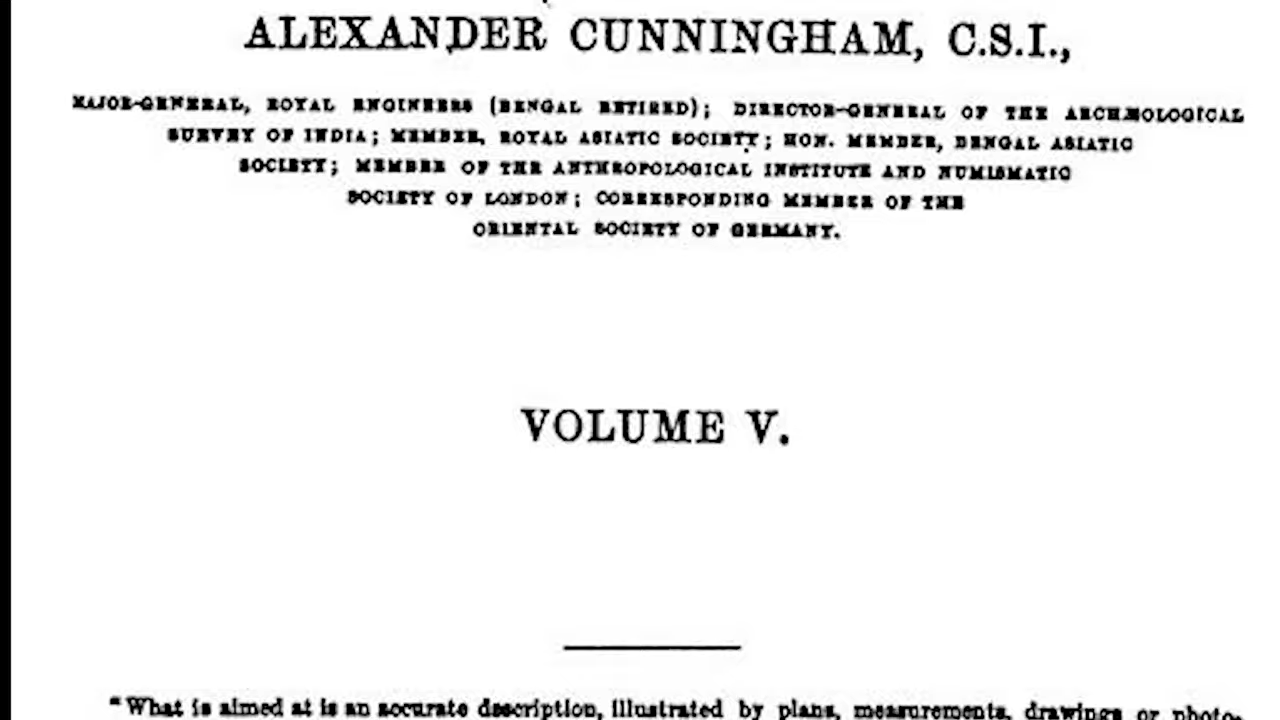 ALEXANDER CUNNINGHAM, C.S.I.,
MAJOR-GENERAL, ROYAL ENGINEERS (BENGAL RETIRED); DIRECTOR-GENERAL OF THE ARCHÆOLOGICAL
SURVEY OF INDIA; MEMBER, ROYAL ASIATIC SOCIETY; HON. MEMBER, BENGAL ASIATIC
SOCIETY; MEMBER OF THE ANTHROPOLOGICAL INSTITUTE AND NUMISMATIC
SOCIETY OF LONDON; CORRESPONDING MEMBER OF THE
ORIENTAL SOCIETY OF GERMANY.
VOLUME V.
"What is aimed at is an accurate description, illustrated by plans, measurements, drawings or photo-